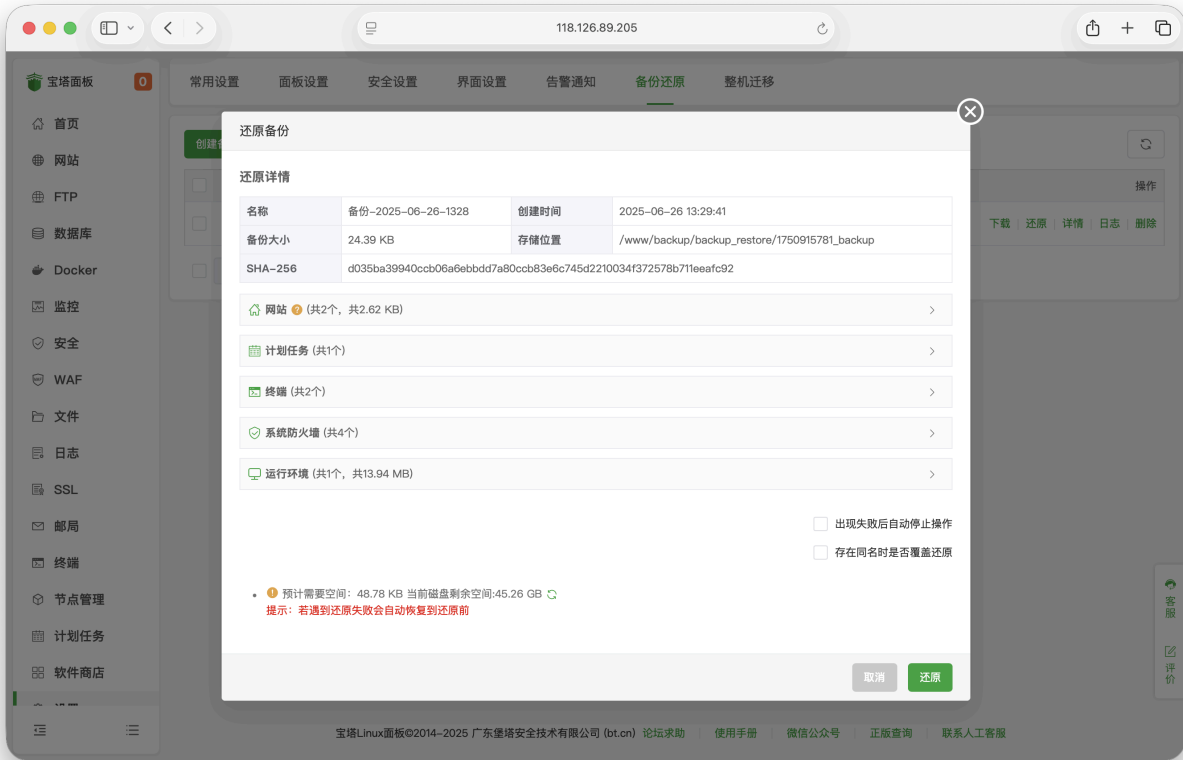 118.126.89.205
宝塔面板
0
首页
网站
FTP
数据库
Docker
监控
安全
WAF
文件
日志
SSL
邮局
终端
节点管理
计划任务
软件商店
常用设置 面板设置 安全设置 界面设置 告警通知 备份还原 整机迁移
操作
下载 还原 详情 日志 删除
还原备份
还原详情
名称 备份-2025-06-26-1328 创建时间 2025-06-26 13:29:41
备份大小 24.39 KB 存储位置 /www/backup/backup_restore/1750915781_backup
SHA-256 d035ba39940ccb06a6ebbdd7a80ccb83e6c745d2210034f372578b711eeafc92
网站 (共2个，共2.62 KB)
计划任务 (共1个)
终端 (共2个)
系统防火墙 (共4个)
运行环境 (共1个，共13.94 MB)
出现失败后自动停止操作
存在同名时是否覆盖还原
预计需要空间：48.78 KB 当前磁盘剩余空间:45.26 GB
提示：若遇到还原失败会自动恢复到还原前
取消 还原
客服
评价
宝塔Linux面板©2014-2025 广东堡塔安全技术有限公司 (bt.cn) 论坛求助 使用手册 微信公众号 正版查询 联系人工客服